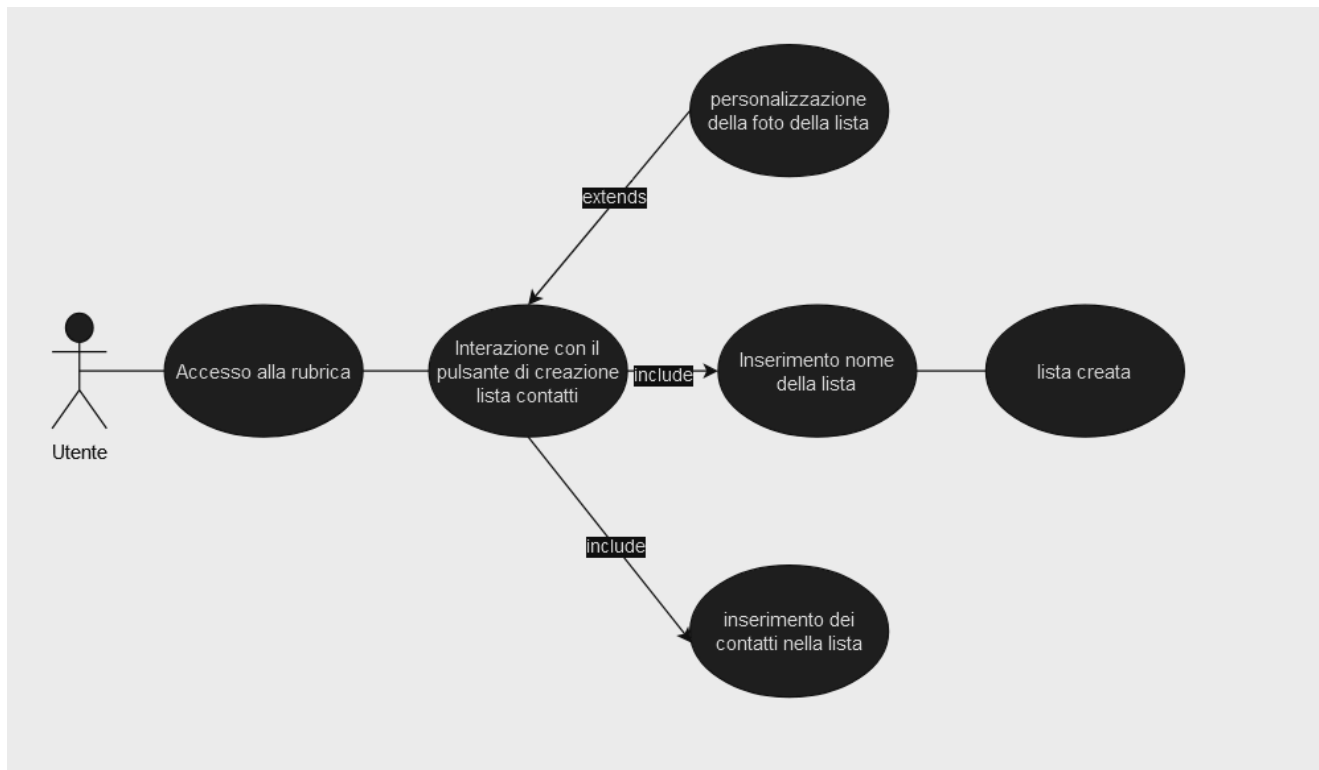 personalizzazione
della foto della lista
extends
Utente
Accesso alla rubrica
Interazione con il
pulsante di creazione
lista contatti
include
Inserimento nome
della lista
lista creata
include
inserimento dei
contatti nella lista